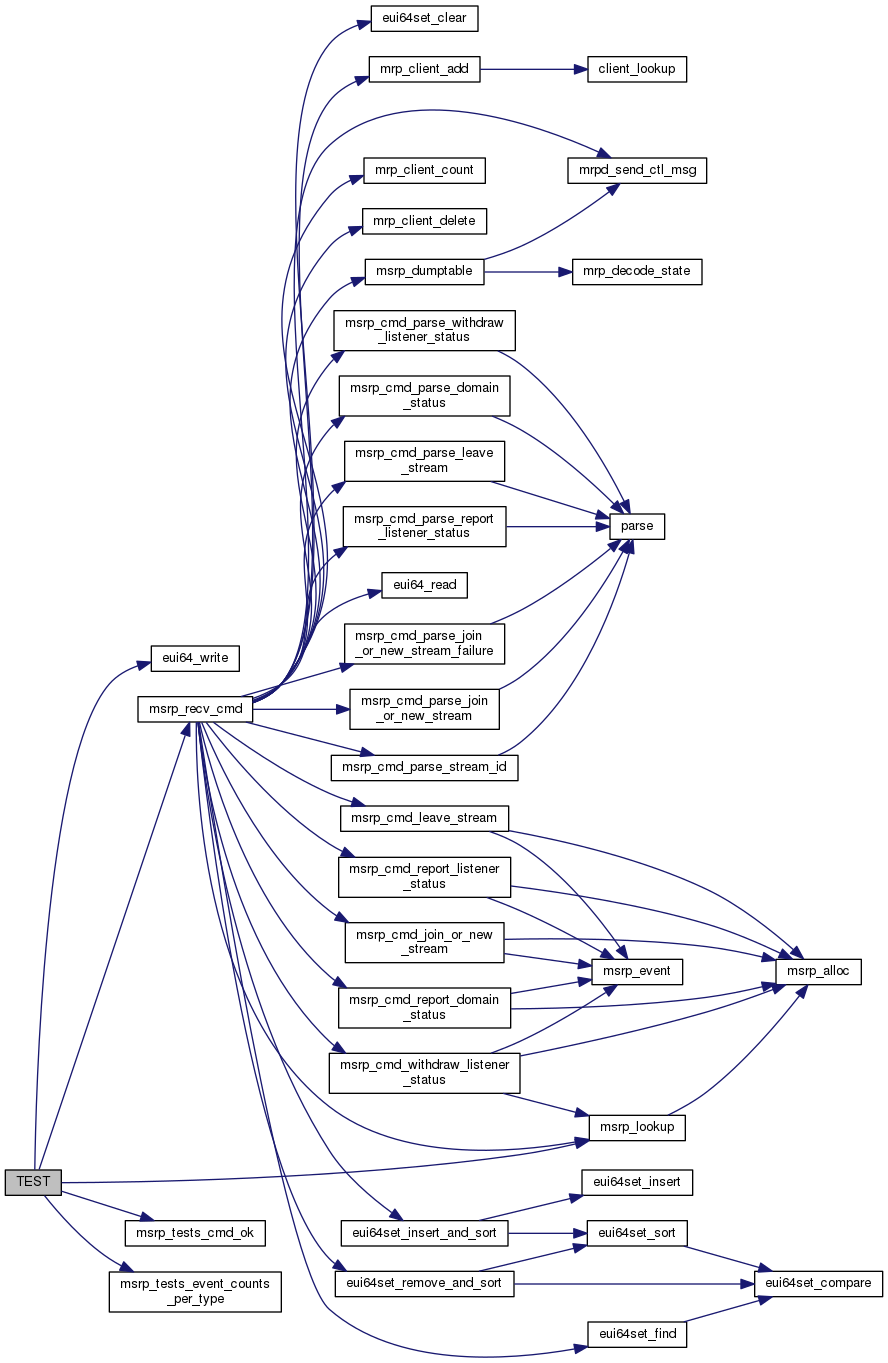 eui64set_clear
mrp_client_add
client_lookup
mrp_client_count
mrpd_send_ctl_msg
mrp_client_delete
msrp_dumptable
mrp_decode_state
msrp_cmd_parse_withdraw
_listener_status
msrp_cmd_parse_domain
_status
msrp_cmd_parse_leave
_stream
msrp_cmd_parse_report
_listener_status
parse
eui64_read
msrp_cmd_parse_join
_or_new_stream_failure
eui64_write
msrp_recv_cmd
msrp_cmd_parse_join
_or_new_stream
msrp_cmd_parse_stream_id
msrp_cmd_leave_stream
msrp_cmd_report_listener
_status
msrp_cmd_join_or_new
_stream
msrp_event
msrp_alloc
msrp_cmd_report_domain
_status
msrp_cmd_withdraw_listener
_status
msrp_lookup
TEST
eui64set_insert
msrp_tests_cmd_ok
eui64set_insert_and_sort
eui64set_sort
msrp_tests_event_counts
_per_type
eui64set_remove_and_sort
eui64set_compare
eui64set_find